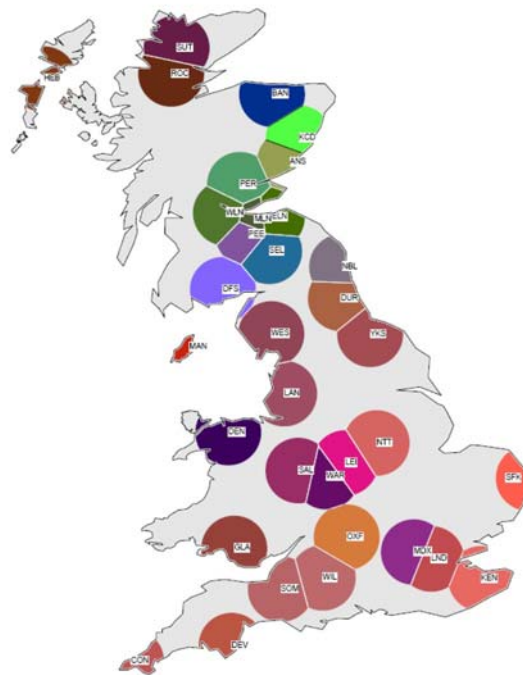 SUT
HEB
ROC
BAN
KCD
ANS
PER
WLN
MLN
ELN
PEE
SEL
NBL
DFS
DUR
WES
YKS
MAN
LAN
DEN
NTT
LEI
SAL
WAR
SFK
OXF
GLA
MDX
LND
KEN
WIL
SOM
DEV
CON